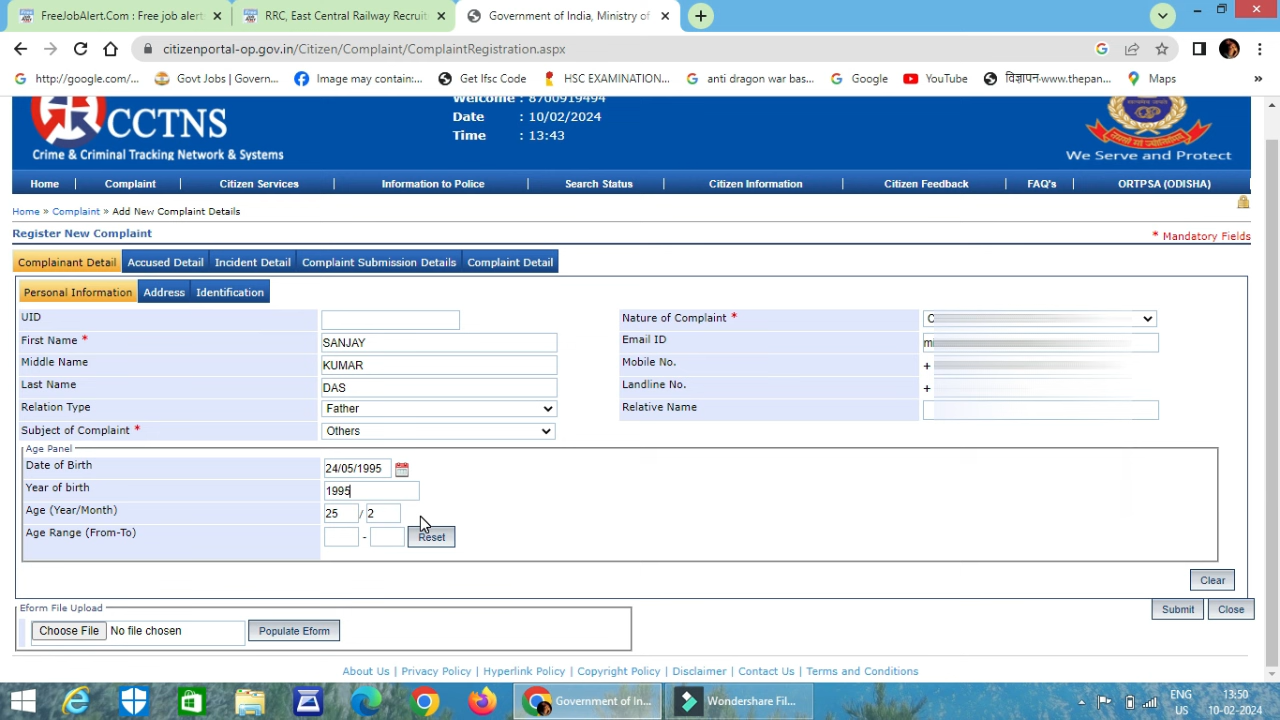 FreeJobAlert.Com : Free job alert
RRC, East Central Railway Recruit
Government of India, Ministry of
citizenportal-op.gov.in/Citizen/Complaint/ComplaintRegistration.aspx
http://google.com/...
Govt Jobs | Govern...
Image may contain:...
Get Ifsc Code
HSC EXAMINATION...
anti dragon war bas...
Google
YouTube
विज्ञापन-www.thepan...
Maps
»
CCTNS
Crime & Criminal Tracking Network & Systems
Welcome : 8700919494
Date : 10/02/2024
Time : 13:43
We Serve and Protect
Home | Complaint | Citizen Services | Information to Police | Search Status | Citizen Information | Citizen Feedback | FAQ's | ORTPSA (ODISHA)
Home » Complaint » Add New Complaint Details
Register New Complaint
* Mandatory Fields
Complainant Detail Accused Detail Incident Detail Complaint Submission Details Complaint Detail
Personal Information Address Identification
UID
Nature of Complaint * C
First Name * SANJAY
Email ID
Middle Name KUMAR
Mobile No. +
Last Name DAS
Landline No. +
Relation Type Father
Relative Name
Subject of Complaint * Others
Age Panel
Date of Birth 24/05/1995
Year of birth 1995
Age (Year/Month) 25 / 2
Age Range (From-To) - Reset
Clear
Eform File Upload
Submit Close
Choose File No file chosen Populate Eform
About Us | Privacy Policy | Hyperlink Policy | Copyright Policy | Disclaimer | Contact Us | Terms and Conditions
Government of In...
Wondershare Fil...
ENG
US
13:50
10-02-2024